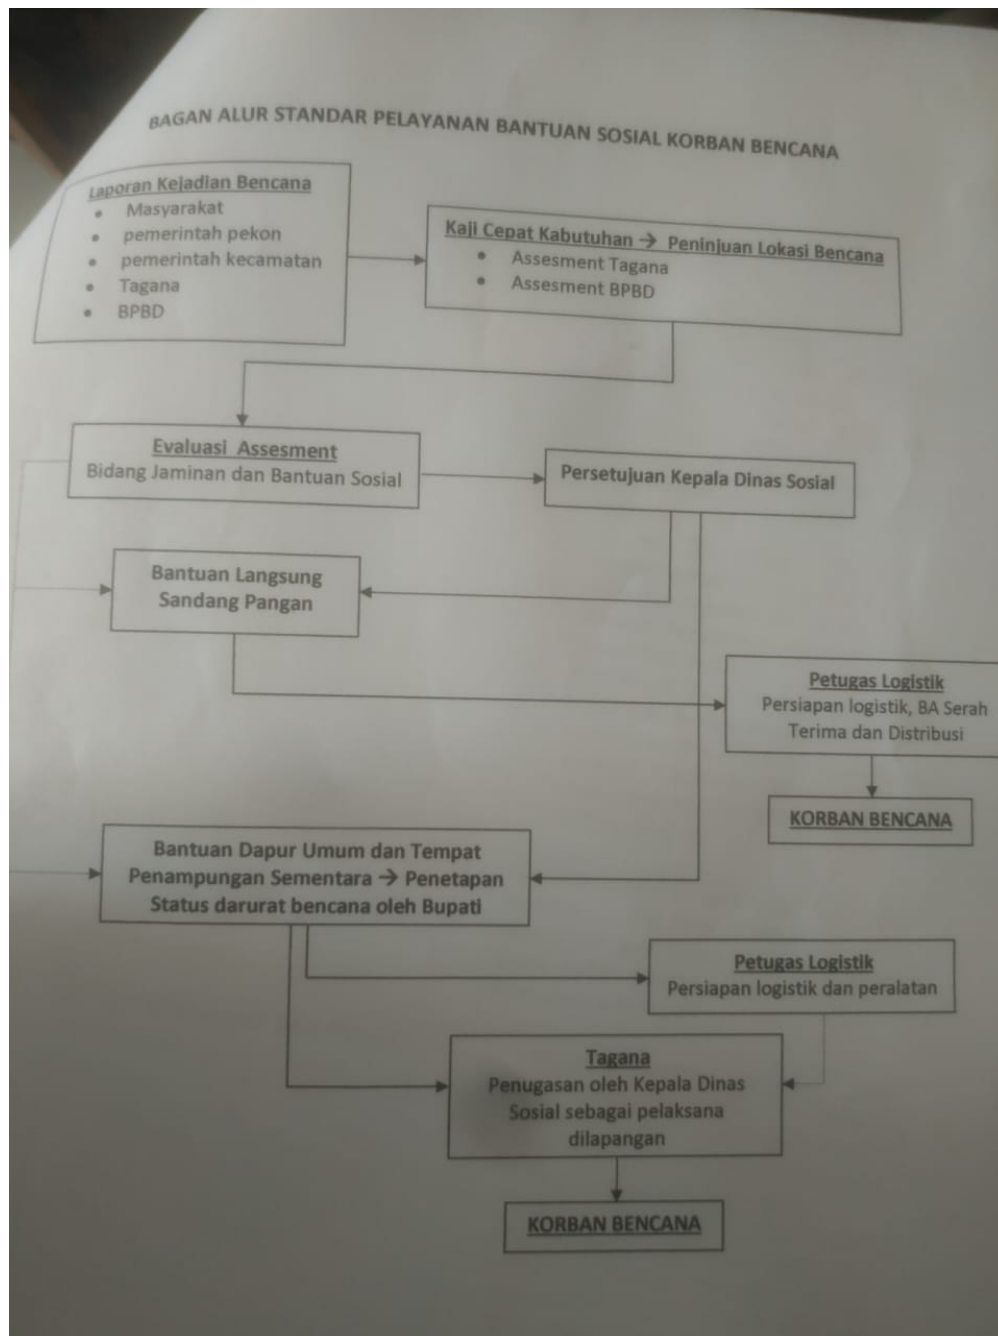 BAGAN ALUR STANDAR PELAYANAN BANTUAN SOSIAL KORBAN BENCANA
Laporan Kejadian Bencana
• Masyarakat
• pemerintah pekon
• pemerintah kecamatan
• Tagana
• BPBD
Kaji Cepat Kabutuhan → Peninjuan Lokasi Bencana
• Assesment Tagana
• Assesment BPBD
Evaluasi Assesment
Bidang Jaminan dan Bantuan Sosial
Persetujuan Kepala Dinas Sosial
Bantuan Langsung
Sandang Pangan
Petugas Logistik
Persiapan logistik, BA Serah
Terima dan Distribusi
KORBAN BENCANA
Bantuan Dapur Umum dan Tempat
Penampungan Sementara → Penetapan
Status darurat bencana oleh Bupati
Petugas Logistik
Persiapan logistik dan peralatan
Tagana
Penugasan oleh Kepala Dinas
Sosial sebagai pelaksana
dilapangan
KORBAN BENCANA